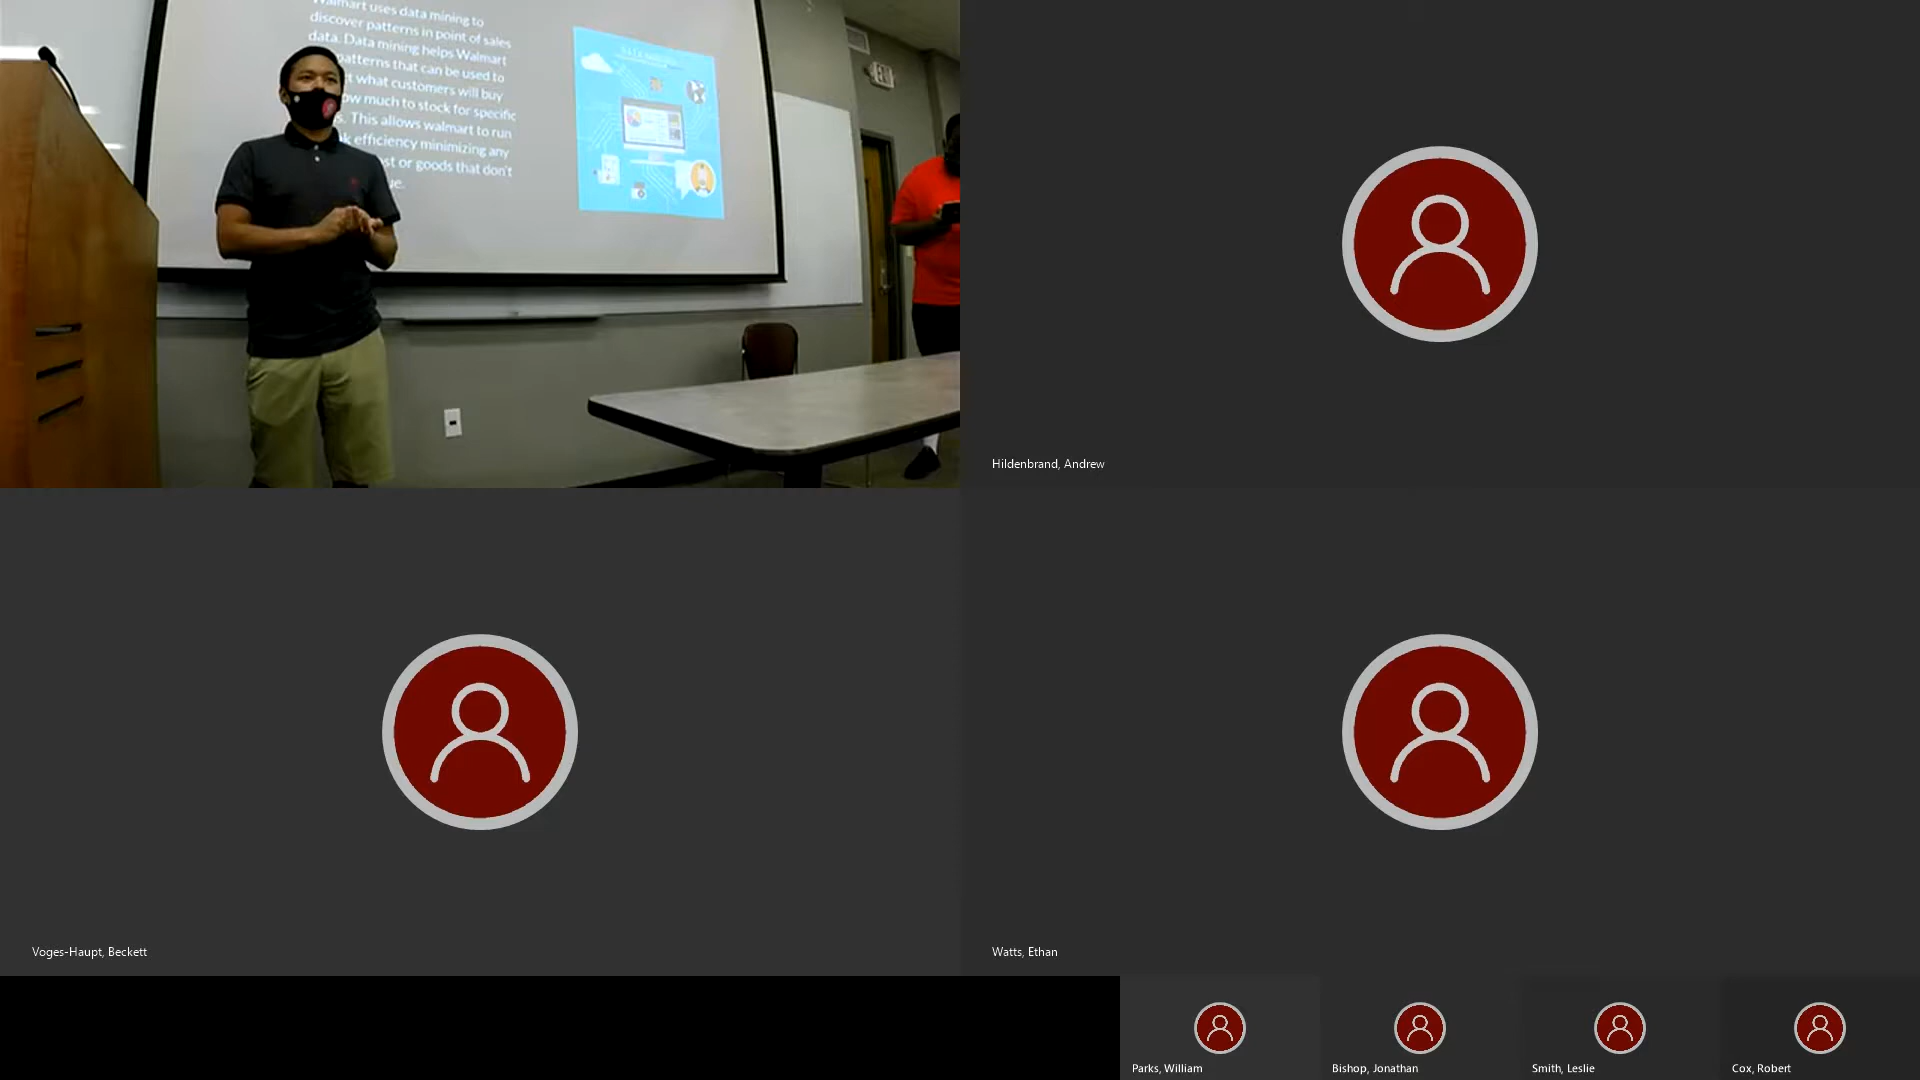 Walmart uses data mining to
discover patterns in point of sales
data. Data mining helps Walmart
patterns that can be used to
what customers will buy
much to stock for specific
This allows walmart to run
efficiency minimizing any
or goods that don't
EXIT
Hildenbrand, Andrew
Voges-Haupt, Beckett
Watts, Ethan
Parks, William
Bishop, Jonathan
Smith, Leslie
Cox, Robert